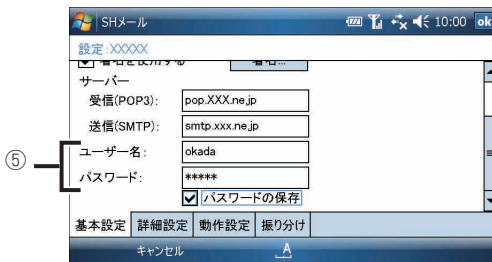 SHメール 10:00 ok
設定:XXXXX
署名を使用する 署名...
サーバー
受信(POP3): pop.XXX.ne.jp
送信(SMTP): smtp.xxx.ne.jp
⑤
ユーザー名: okada
パスワード: *****
パスワードの保存
基本設定 詳細設定 動作設定 振り分け
キャンセル A